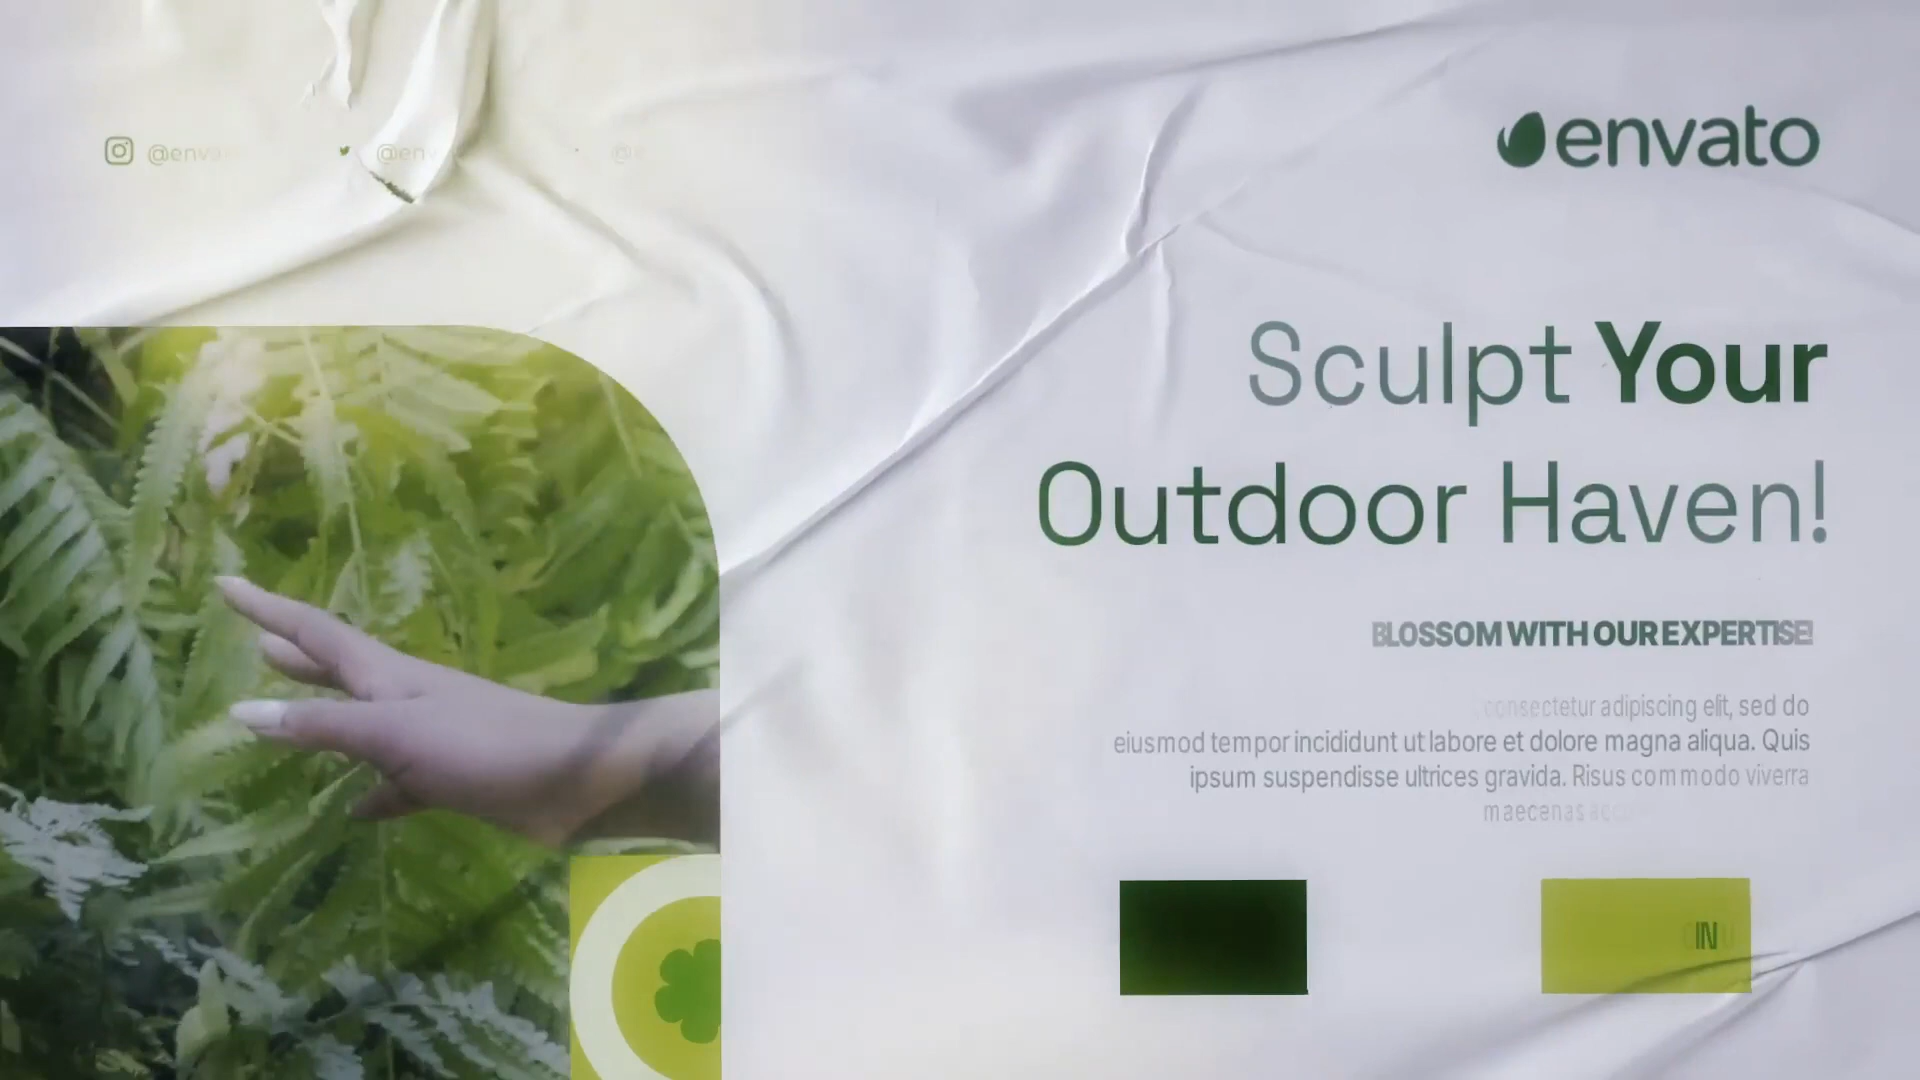 envato
Sculpt Your
Outdoor Haven!
BLOSSOM WITH OUR EXPERTISE!
consectetur adipiscing elit, sed do
eiusmod tempor incididunt ut labore et dolore magna aliqua. Quis
ipsum suspendisse ultrices gravida. Risus commodo viverra
maecenas